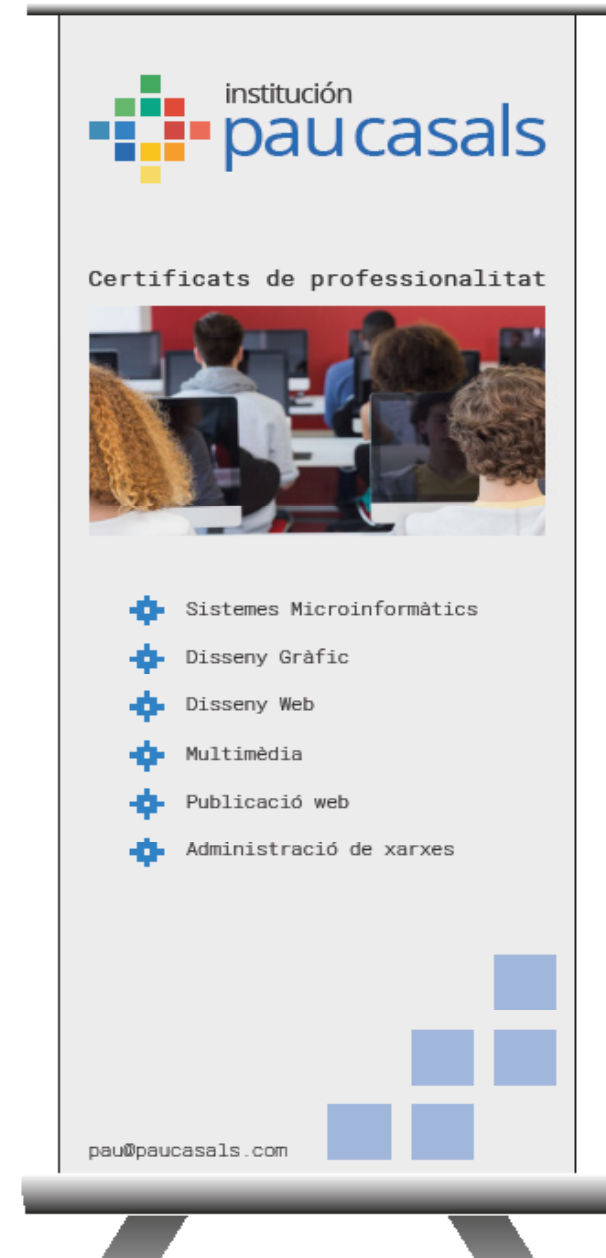 institución
pau casals
Certificats de professionalitat
Sistemes Microinformàtics
Disseny Gràfic
Disseny Web
Multimèdia
Publicació web
Administració de xarxes
pau@paucasals.com